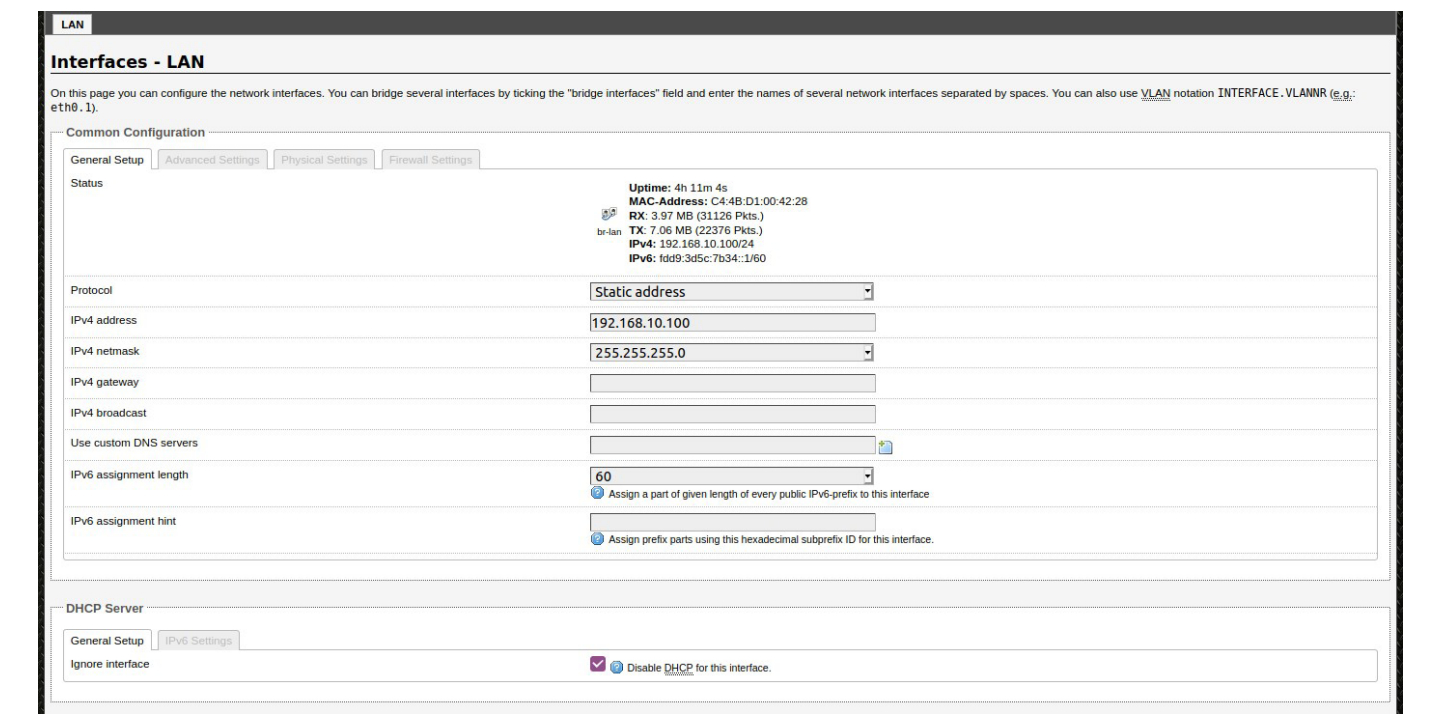 LAN
Interfaces - LAN
On this page you can configure the network interfaces. You can bridge several interfaces by ticking the "bridge interfaces" field and enter the names of several network interfaces separated by spaces. You can also use VLAN notation INTERFACE.VLANNR (e.g.:
eth0.1).
Common Configuration
General Setup Advanced Settings Physical Settings Firewall Settings
Status
Uptime: 4h 11m 4s
MAC-Address: C4:4B:D1:00:42:28
RX: 3.97 MB (31126 Pkts.)
br-lan TX: 7.06 MB (22376 Pkts.)
IPv4: 192.168.10.100/24
IPv6: fdd9:3d5c:7b34::1/60
Protocol Static address
IPv4 address 192.168.10.100
IPv4 netmask 255.255.255.0
IPv4 gateway
IPv4 broadcast
Use custom DNS servers
IPv6 assignment length 60
Assign a part of given length of every public IPv6-prefix to this interface
IPv6 assignment hint
Assign prefix parts using this hexadecimal subprefix ID for this interface.
DHCP Server
General Setup IPv6 Settings
Ignore interface Disable DHCP for this interface.